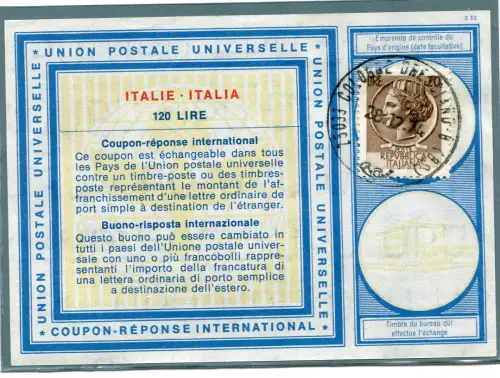 C 22
UNION POSTALE UNIVERSELLE
UNION POSTALE UNIVERSELLE
UNION POSTALE UNIVERSELLE
COUPON-RÉPONSE INTERNATIONAL
ITALIE - ITALIA
120 LIRE
Coupon-réponse international
Ce coupon est échangeable dans tous
les Pays de l'Union postale universelle
contre un timbre-poste ou des timbres-
poste représentant le montant de l'af-
franchissement d'une lettre ordinaire de
port simple à destination de l'étranger.
Buono-risposta internazionale
Questo buono può essere cambiato in
tutti i paesi dell'Unione postale univer-
sale con uno o più francobolli rappre-
sentanti l'importo della francatura di
una lettera ordinaria di porto semplice
a destinazione dell'estero.
Empreinte de contrôle du
Pays d'origine (date facultative)
REPVBBLICA
ITALIANA
Timbre du bureau qui
effectue l'échange